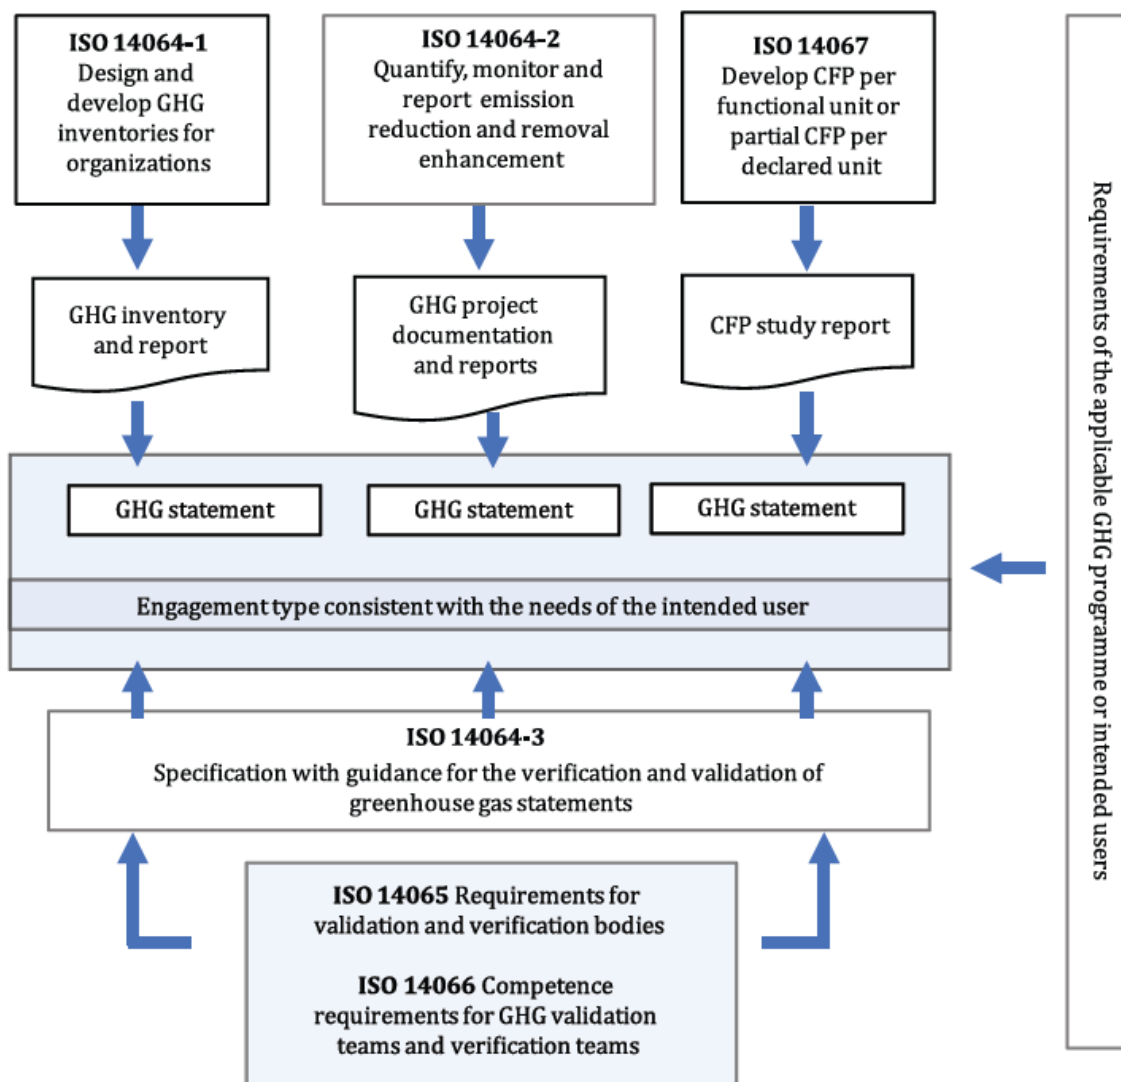 ISO 14064-1
Design and
develop GHG
inventories for
organizations
ISO 14064-2
Quantify, monitor and
report emission
reduction and removal
enhancement
ISO 14067
Develop CFP per
functional unit or
partial CFP per
declared unit
GHG inventory
and report
GHG project
documentation
and reports
CFP study report
GHG statement
GHG statement
GHG statement
Engagement type consistent with the needs of the intended user
ISO 14064-3
Specification with guidance for the verification and validation of
greenhouse gas statements
ISO 14065 Requirements for
validation and verification bodies
ISO 14066 Competence
requirements for GHG validation
teams and verification teams
Requirements of the applicable GHG programme or intended users